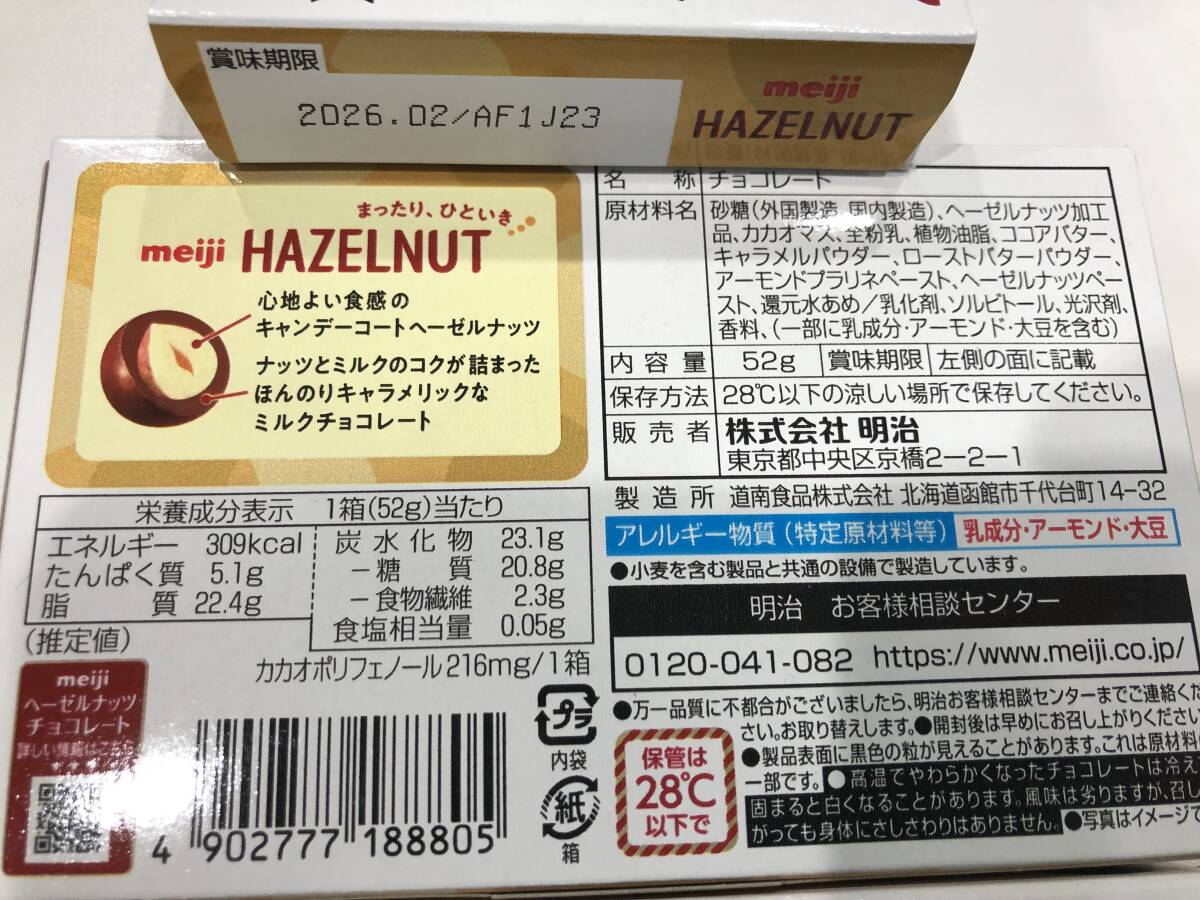 賞味期限
2026.02/AF1J23
meiji
HAZELNUT
まったり、ひといき
meiji HAZELNUT
心地よい食感の
キャンデーコートヘーゼルナッツ
ナッツとミルクのコクが詰まった
ほんのりキャラメリックな
ミルクチョコレート
名 称 チョコレート
原材料名 砂糖(外国製造、国内製造)、ヘーゼルナッツ加工
品、カカオマス、全粉乳、植物油脂、ココアバター、
キャラメルパウダー、ローストバターパウダー、
アーモンドプラリネペースト、ヘーゼルナッツペー
スト、還元水あめ/乳化剤、ソルビトール、光沢剤、
香料、(一部に乳成分・アーモンド・大豆を含む)
内容量 52g 賞味期限 左側の面に記載
保存方法 28℃以下の涼しい場所で保存してください。
販売者 株式会社 明治
東京都中央区京橋2-2-1
製造所 道南食品株式会社 北海道函館市千代台町14-32
アレルギー物質(特定原材料等) 乳成分・アーモンド・大豆
●小麦を含む製品と共通の設備で製造しています。
明治 お客様相談センター
0120-041-082 https://www.meiji.co.jp/
●万一品質に不都合がございましたら、明治お客様相談センターまでご連絡くだ
さい。お取り替えします。●開封後は早めにお召し上がりください
●製品表面に黒色の粒が見えることがあります。これは原材料
一部です。●高温でやわらかくなったチョコレートは冷え
固まると白くなることがあります。風味は劣りますが、召し
がっても身体にさしさわりはありません。●写真はイメージで
保管は
28℃
以下で
栄養成分表示 1箱(52g)当たり
エネルギー 309kcal
たんぱく質 5.1g
脂質 22.4g
炭水化物 23.1g
-糖質 20.8g
-食物繊維 2.3g
食塩相当量 0.05g
(推定値)
カカオポリフェノール216mg/1箱
meiji
ヘーゼルナッツ
チョコレート
詳しい情報はこちら
プラ
内袋
紙
箱
4 902777 188805